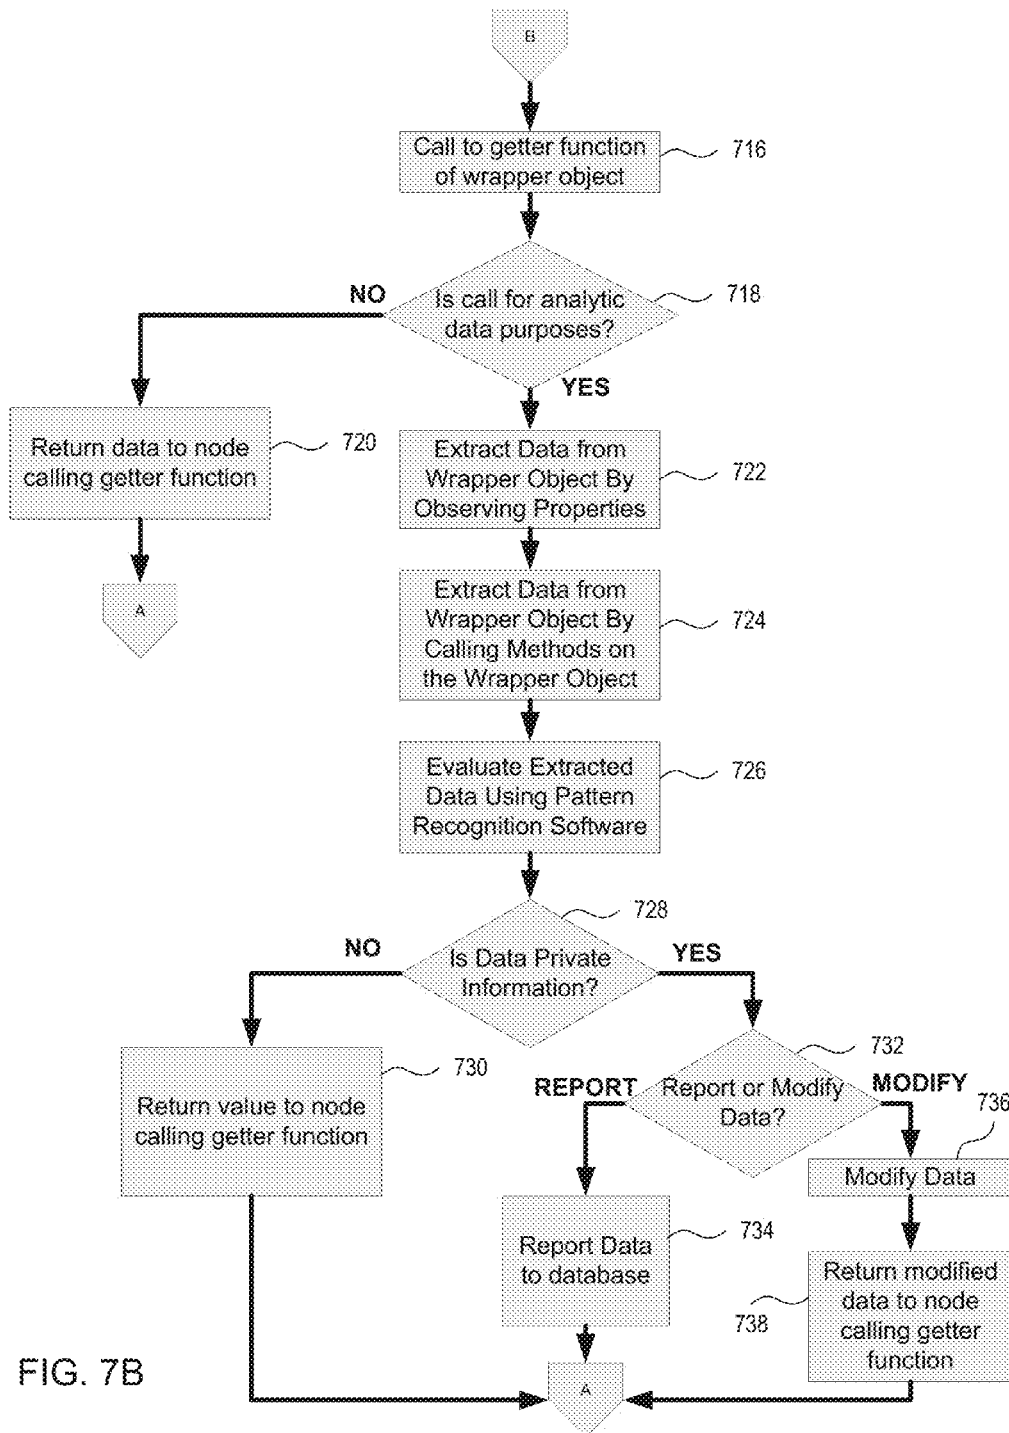 B
Call to getter function
of wrapper object
716
Is call for analytic
data purposes?
718
NO
YES
Return data to node
calling getter function
720
A
Extract Data from
Wrapper Object By
Observing Properties
722
Extract Data from
Wrapper Object By
Calling Methods on
the Wrapper Object
724
Evaluate Extracted
Data Using Pattern
Recognition Software
726
Is Data Private
Information?
728
NO
YES
Return value to node
calling getter function
730
Report or Modify
Data?
732
REPORT
MODIFY
Report Data
to database
734
Modify Data
736
Return modified
data to node
calling getter
function
738
A
FIG. 7B